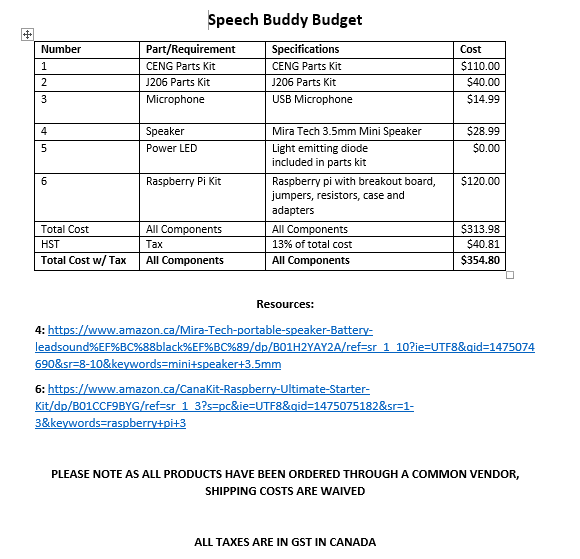 Speech Buddy Budget
Number Part/Requirement Specifications Cost
1 CENG Parts Kit CENG Parts Kit $110.00
2 J206 Parts Kit J206 Parts Kit $40.00
3 Microphone USB Microphone $14.99
4 Speaker Mira Tech 3.5mm Mini Speaker $28.99
5 Power LED Light emitting diode $0.00
included in parts kit
6 Raspberry Pi Kit Raspberry pi with breakout board, $120.00
jumpers, resistors, case and
adapters
Total Cost All Components All Components $313.98
HST Tax 13% of total cost $40.81
Total Cost w/ Tax All Components All Components $354.80
Resources:
4: https://www.amazon.ca/Mira-Tech-portable-speaker-Battery-
leadsound%EF%BC%88black%EF%BC%89/dp/B01H2YAY2A/ref=sr_1_10?ie=UTF8&qid=1475074
690&sr=8-10&keywords=mini+speaker+3.5mm
6: https://www.amazon.ca/CanaKit-Raspberry-Ultimate-Starter-
Kit/dp/B01CCF9BYG/ref=sr_1_3?s=pc&ie=UTF8&qid=1475075182&sr=1-
3&keywords=raspberry+pi+3
PLEASE NOTE AS ALL PRODUCTS HAVE BEEN ORDERED THROUGH A COMMON VENDOR,
SHIPPING COSTS ARE WAIVED
ALL TAXES ARE IN GST IN CANADA